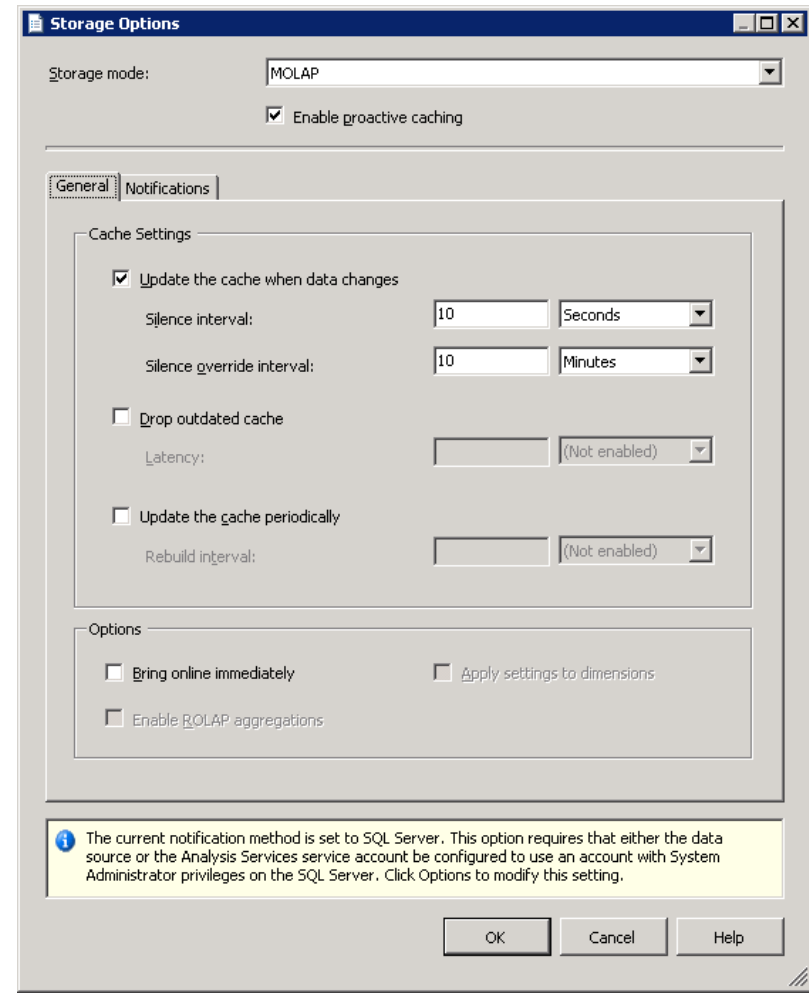 Storage Options
Storage mode: MOLAP
Enable proactive caching
General Notifications
Cache Settings
Update the cache when data changes
Silence interval: 10 Seconds
Silence override interval: 10 Minutes
Drop outdated cache
Latency: (Not enabled)
Update the cache periodically
Rebuild interval: (Not enabled)
Options
Bring online immediately Apply settings to dimensions
Enable ROLAP aggregations
The current notification method is set to SQL Server. This option requires that either the data
source or the Analysis Services service account be configured to use an account with System
Administrator privileges on the SQL Server. Click Options to modify this setting.
OK Cancel Help